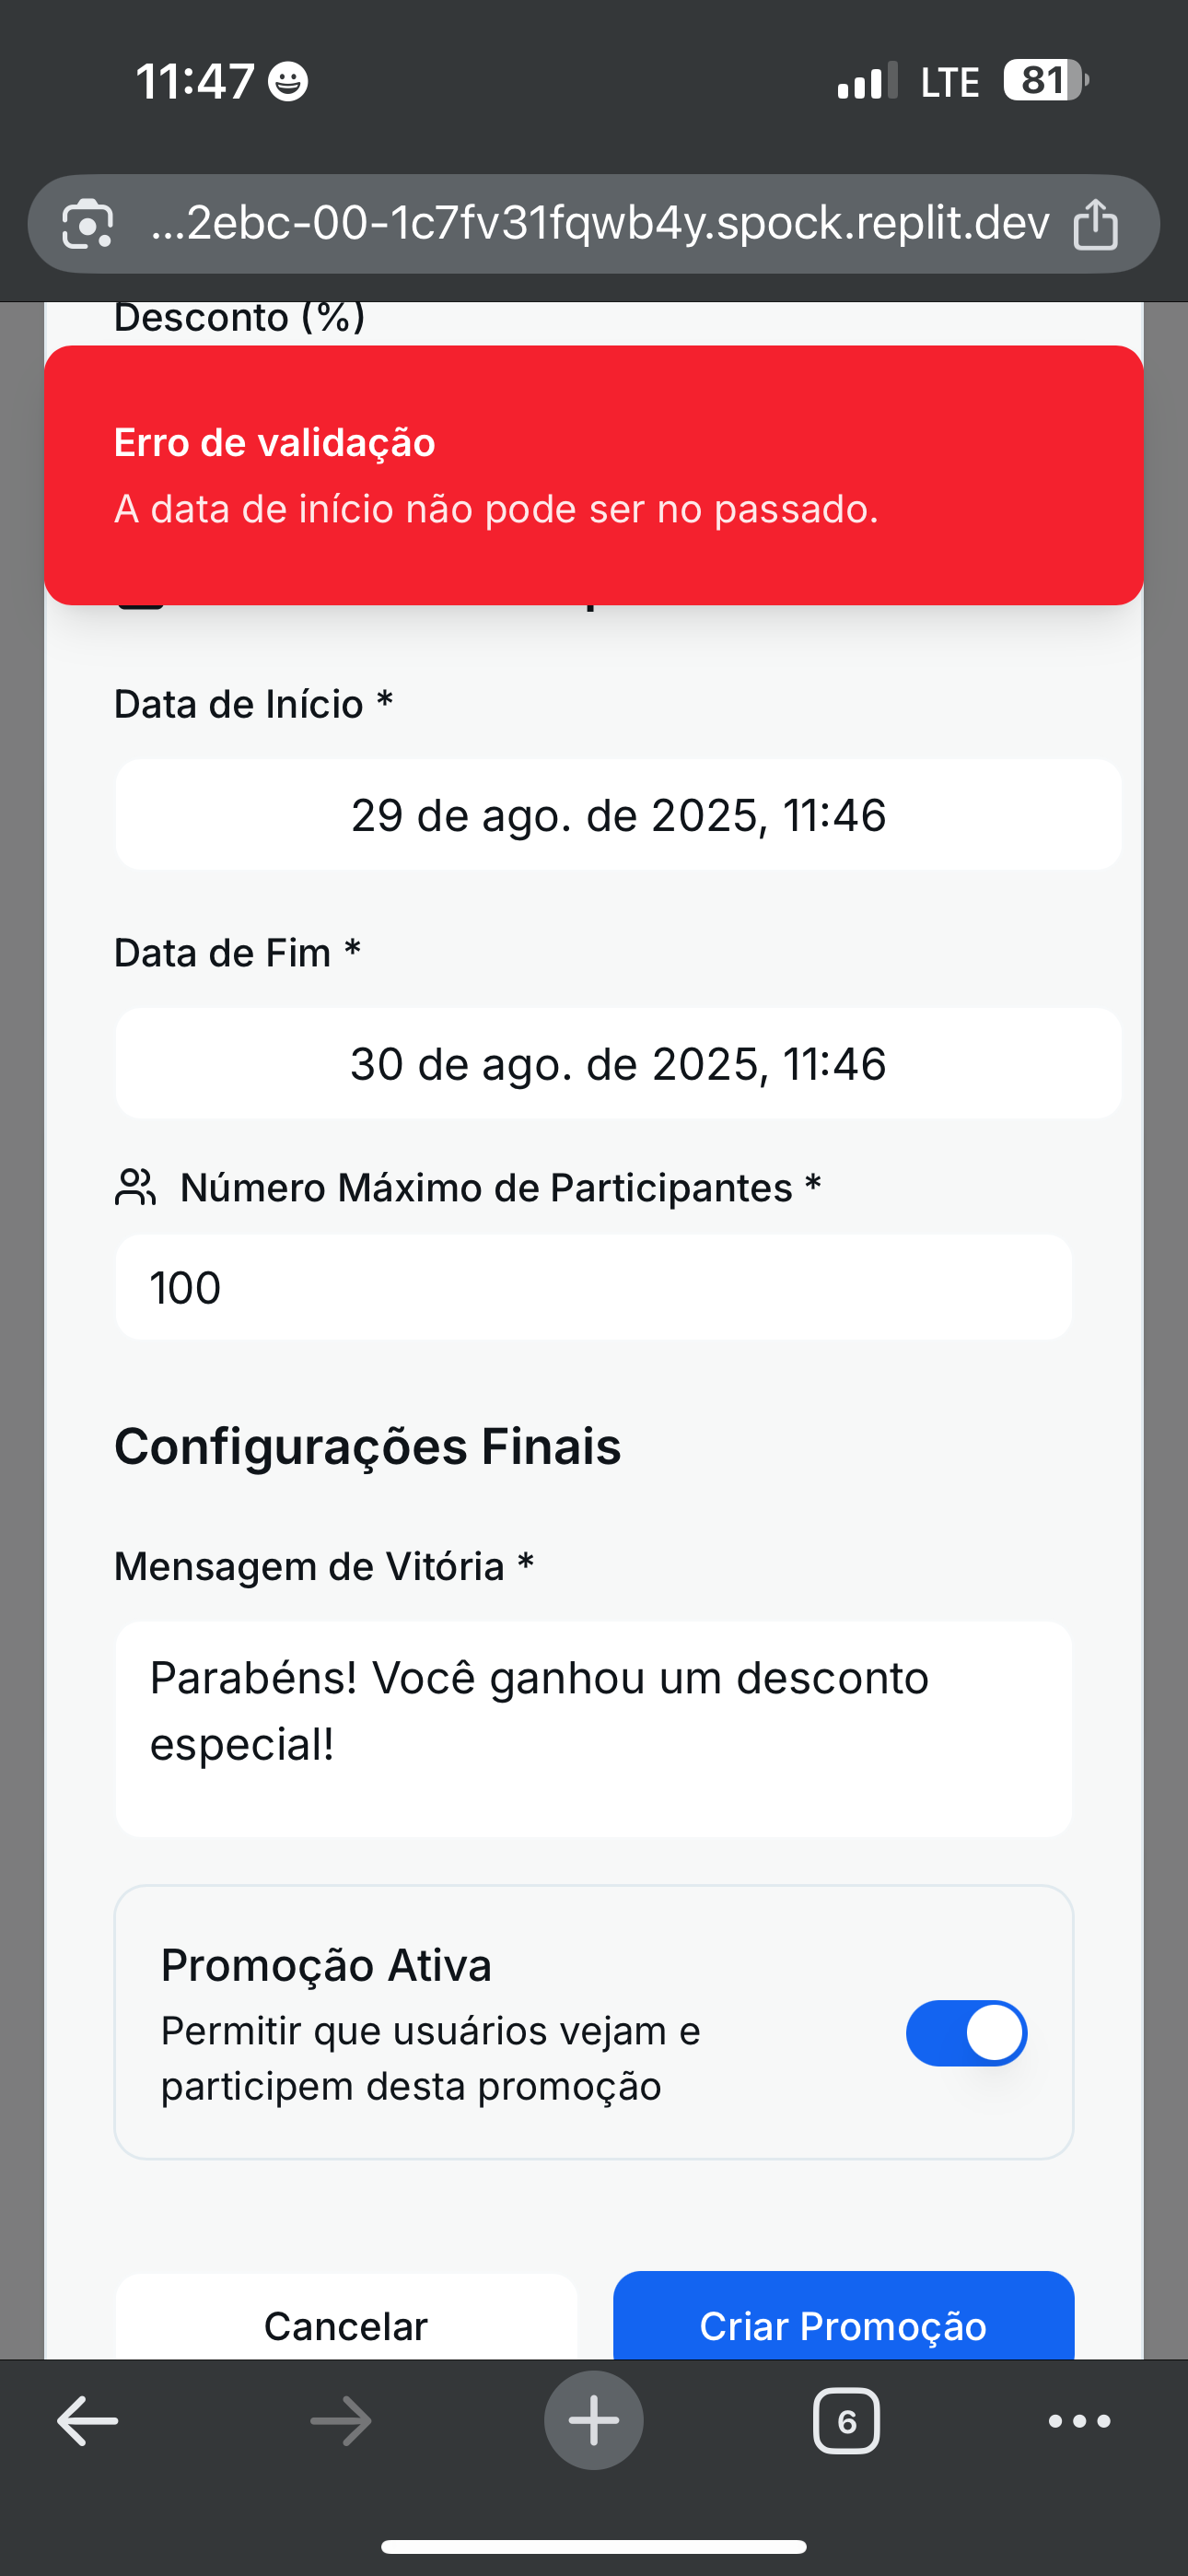 11:47
LTE
81
...2ebc-00-1c7fv31fqwb4y.spock.replit.dev
Desconto (%)
Erro de validação
A data de início não pode ser no passado.
Data de Início *
29 de ago. de 2025, 11:46
Data de Fim *
30 de ago. de 2025, 11:46
Número Máximo de Participantes *
100
Configurações Finais
Mensagem de Vitória *
Parabéns! Você ganhou um desconto
especial!
Promoção Ativa
Permitir que usuários vejam e
participem desta promoção
Cancelar
Criar Promoção
6